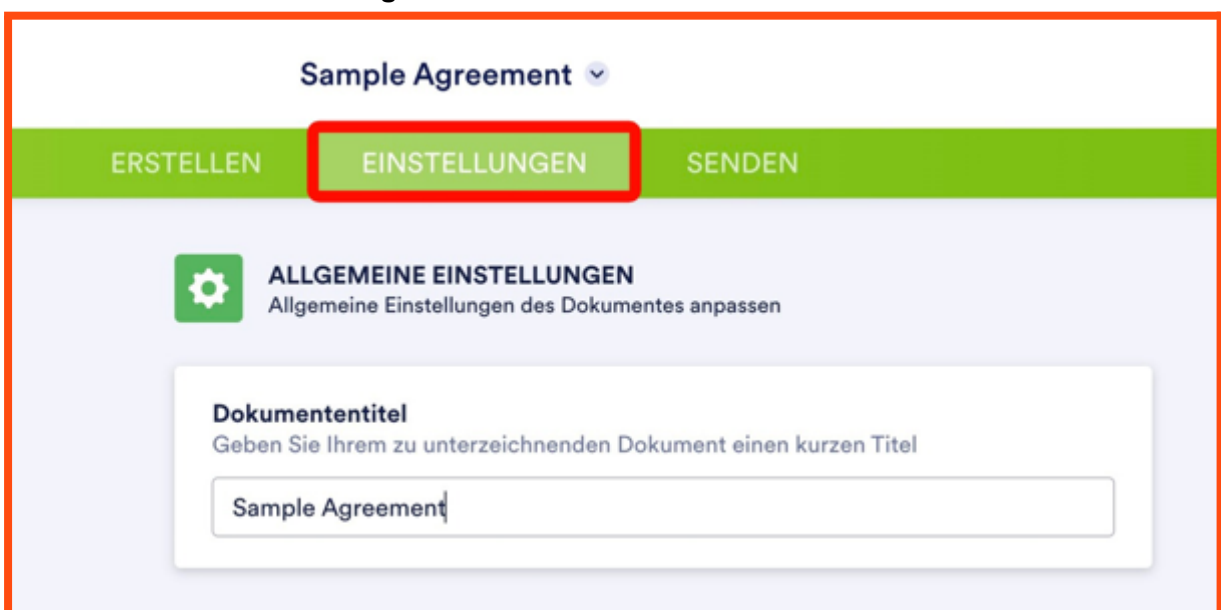 Sample Agreement
ERSTELLEN EINSTELLUNGEN SENDEN
ALLGEMEINE EINSTELLUNGEN
Allgemeine Einstellungen des Dokumentes anpassen
Dokumententitel
Geben Sie Ihrem zu unterzeichnenden Dokument einen kurzen Titel
Sample Agreement